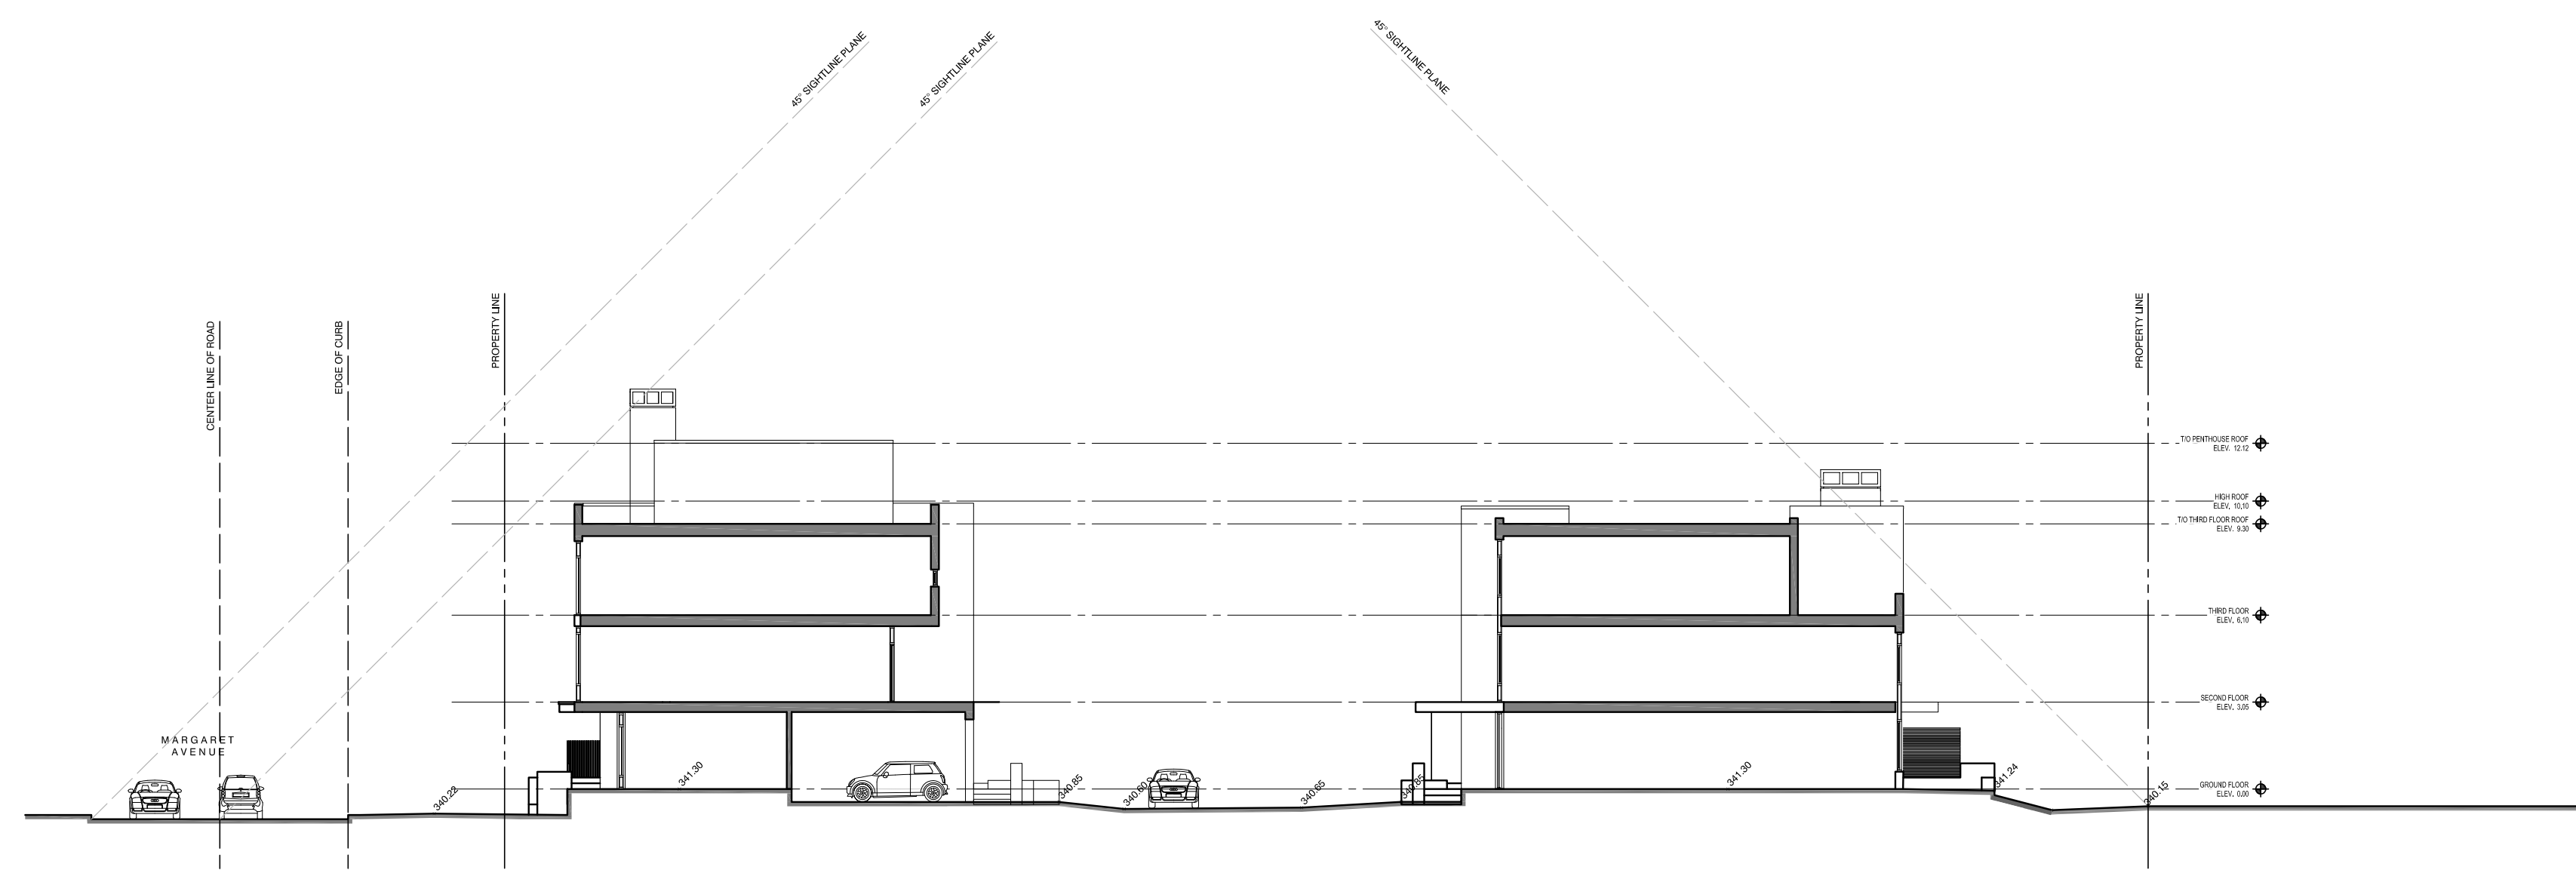 45° SIGHTLINE PLANE
45° SIGHTLINE PLANE
45° SIGHTLINE PLANE
CENTER LINE OF ROAD
EDGE OF CURB
PROPERTY LINE
PROPERTY LINE
T/O PENTHOUSE ROOF
ELEV. 12.12
HIGH ROOF
ELEV. 10.10
T/O THIRD FLOOR ROOF
ELEV. 9.30
THIRD FLOOR
ELEV. 6.10
SECOND FLOOR
ELEV. 3.05
GROUND FLOOR
ELEV. 0.00
MARGARET
AVENUE
340.22
341.30
340.85
340.60
340.65
340.85
341.30
341.24
340.15